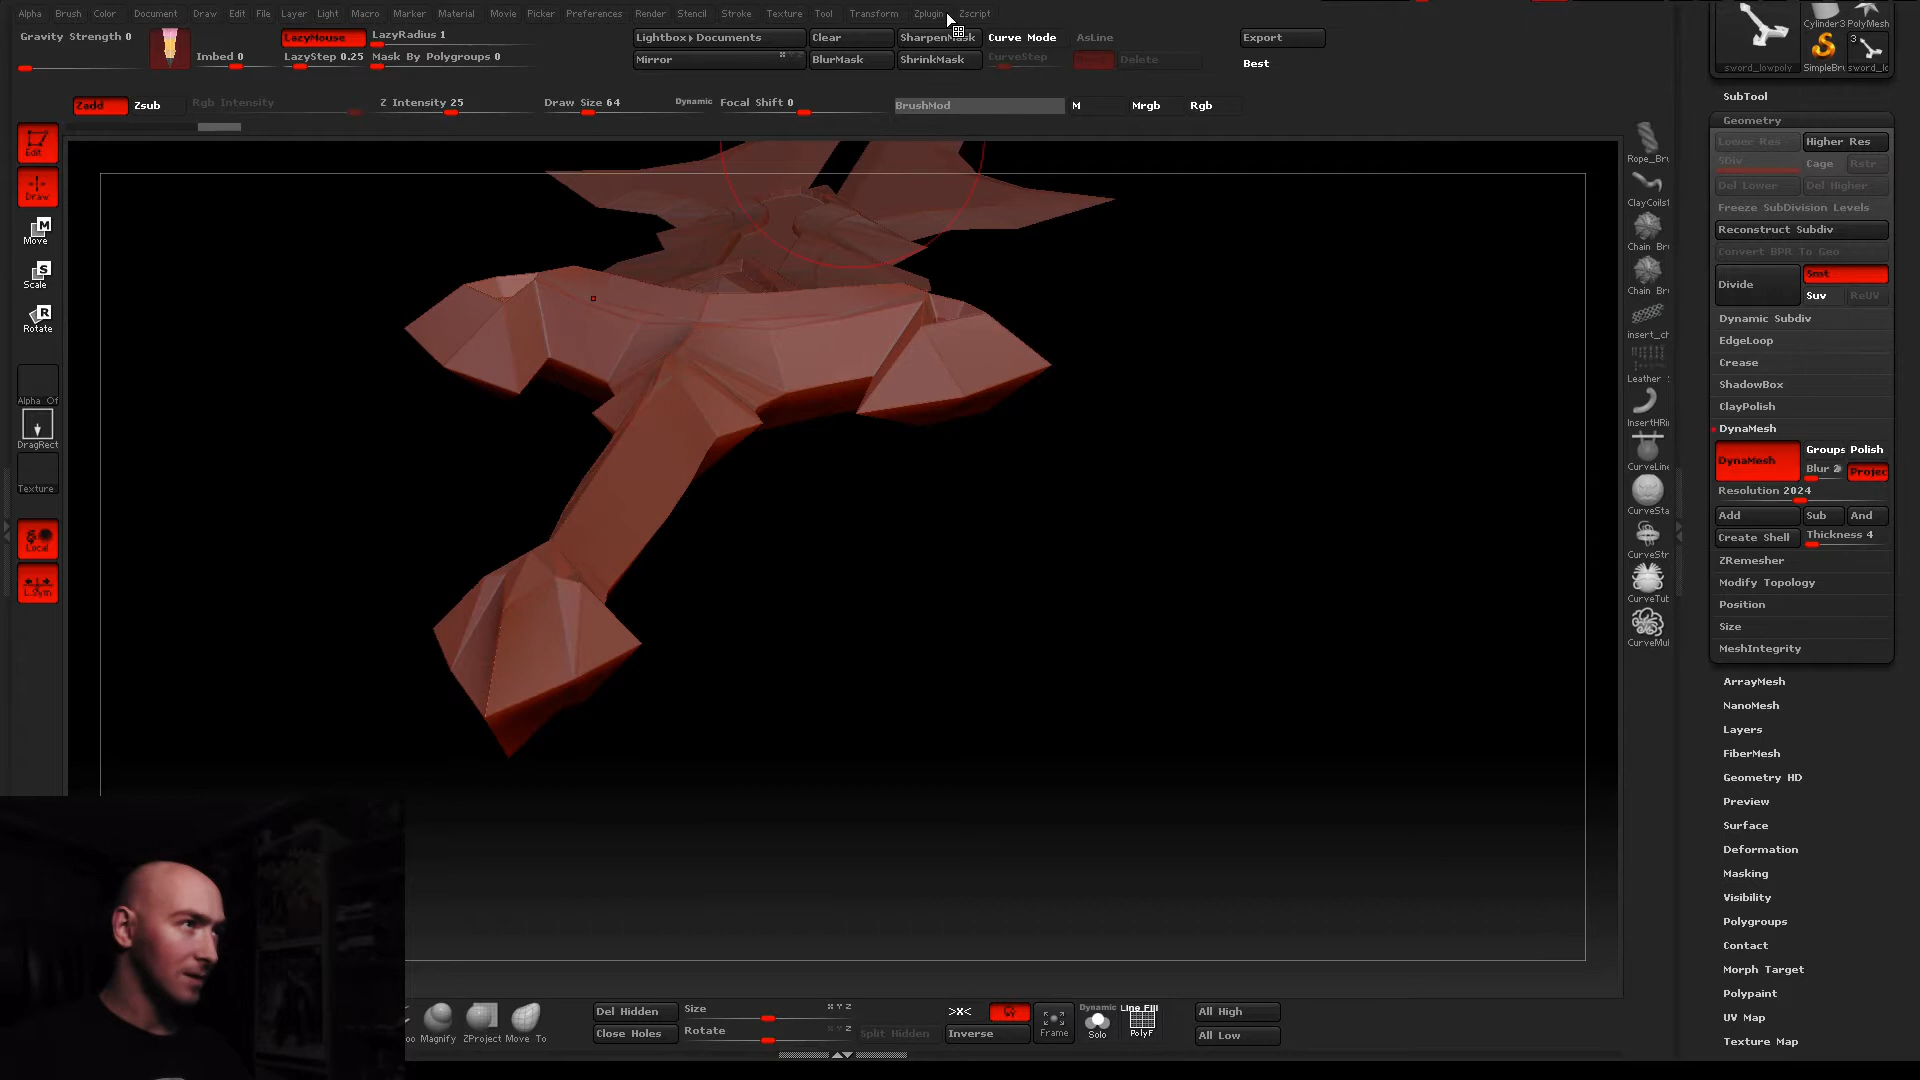 Alpha Brush Color Document Draw Edit File Layer Light Macro Marker Material Movie Picker Preferences Render Stencil Stroke Texture Tool Transform Zplugin Zscript
Gravity Strength 0
Imbed 0
LazyMouse
LazyRadius 1
LazyStep 0.25
Mask By Polygroups 0
Lightbox▸Documents
Clear
SharpenMask
Curve Mode
AsLine
Export
Mirror
BlurMask
ShrinkMask
CurveStep
Delete
Best
Zadd
Zsub
Rgb Intensity
Z Intensity 25
Draw Size 64
Dynamic
Focal Shift 0
BrushMod
M
Mrgb
Rgb
Edit
Draw
Move
Scale
Rotate
Alpha Of
DragRect
Texture
Local
L.Sym
Rope_Bru
ClayCoils
Chain Br
Chain Br
insert_ch
Leather
InsertHRi
CurveLin
CurveSta
CurveStr
CurveTub
CurveMul
Cylinder3
PolyMesh
sword_lowpoly
SimpleBru
3
sword_lo
SubTool
Geometry
Lower Res
Higher Res
SDiv
Cage
Rstr
Del Lower
Del Higher
Freeze SubDivision Levels
Reconstruct Subdiv
Convert BPR To Geo
Divide
Smt
Suv
ReUV
Dynamic Subdiv
EdgeLoop
Crease
ShadowBox
ClayPolish
DynaMesh
DynaMesh
Groups
Polish
Blur 2
Projec
Resolution 2024
Add
Sub
And
Create Shell
Thickness 4
ZRemesher
Modify Topology
Position
Size
MeshIntegrity
ArrayMesh
NanoMesh
Layers
FiberMesh
Geometry HD
Preview
Surface
Deformation
Masking
Visibility
Polygroups
Contact
Morph Target
Polypaint
UV Map
Texture Map
Magnify
ZProject
Move To
Del Hidden
Close Holes
Size
X Y Z
Rotate
Split Hidden
>X<
Inverse
Frame
Dynamic
Solo
Line Fill
PolyF
All High
All Low